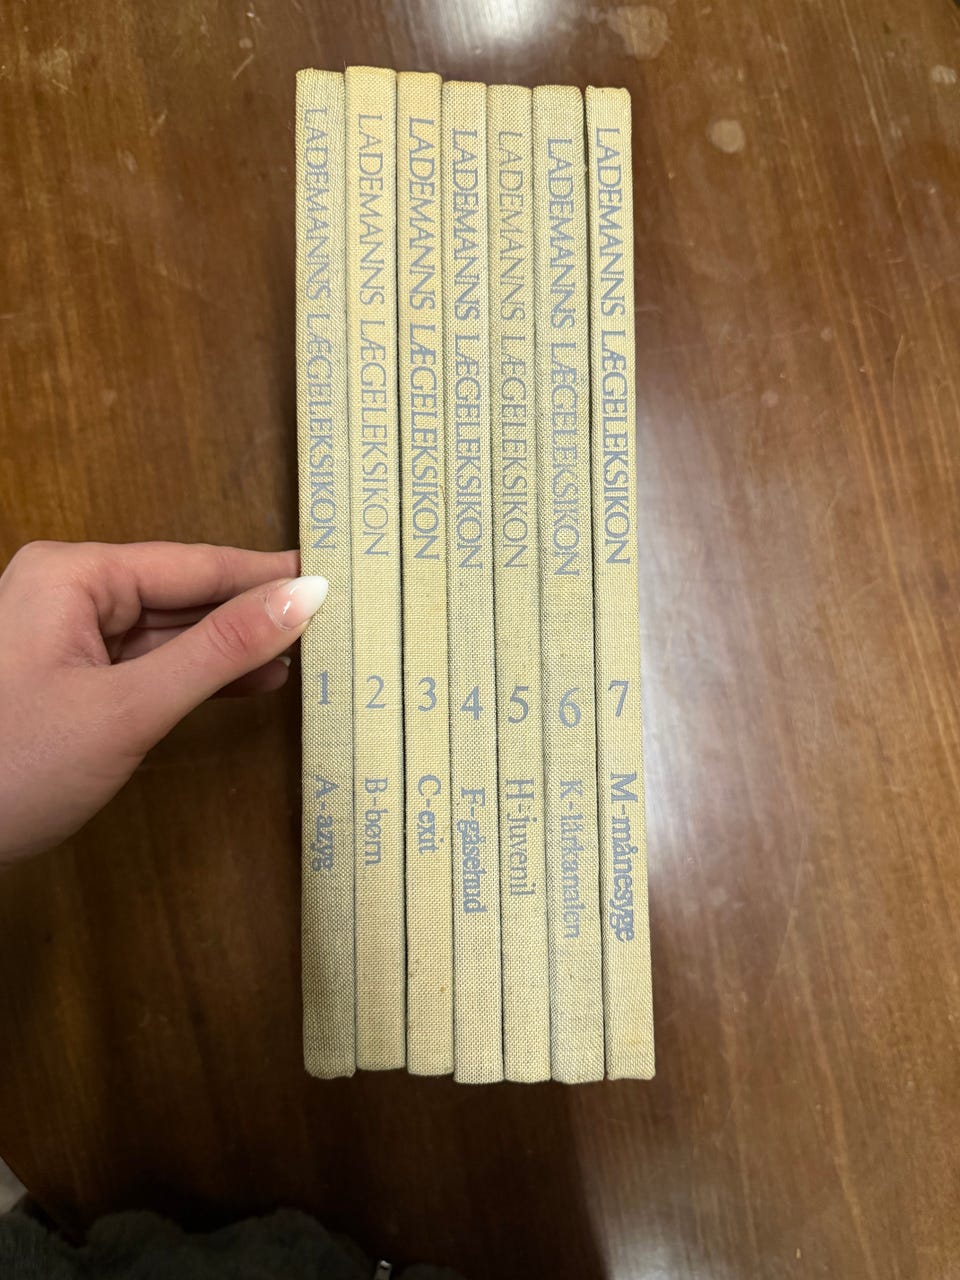 LADEMANNS LÆGELEKSIKON 1 A-azyg
LADEMANNS LÆGELEKSIKON 2 B-børn
LADEMANNS LÆGELEKSIKON 3 C-exit
LADEMANNS LÆGELEKSIKON 4 F-gåsehud
LADEMANNS LÆGELEKSIKON 5 H-juvenil
LADEMANNS LÆGELEKSIKON 6 K-lårkanalen
LADEMANNS LÆGELEKSIKON 7 M-månesyge